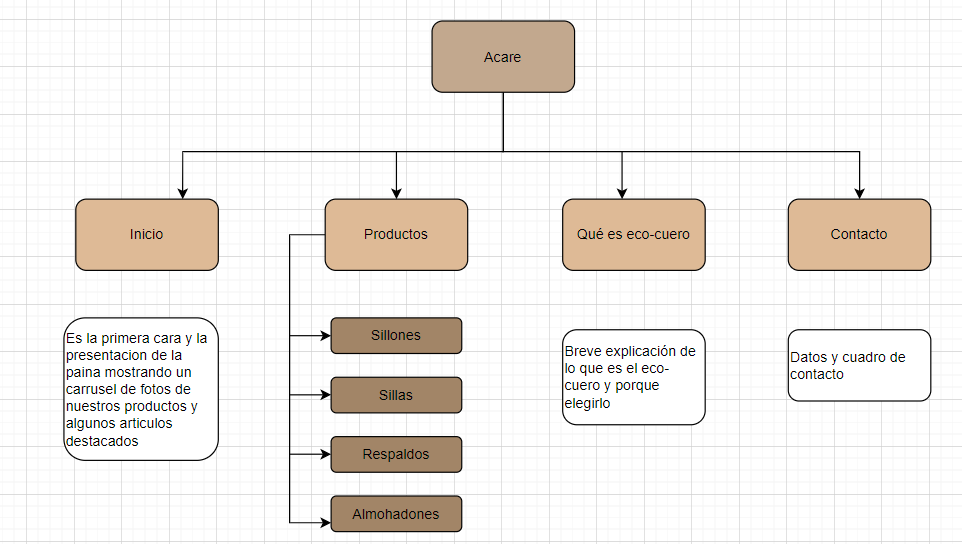 Acare
Inicio
Productos
Qué es eco-cuero
Contacto
Es la primera cara y la
presentacion de la
paina mostrando un
carrusel de fotos de
nuestros productos y
algunos articulos
destacados
Sillones
Sillas
Respaldos
Almohadones
Breve explicación de
lo que es el eco-
cuero y porque
elegirlo
Datos y cuadro de
contacto